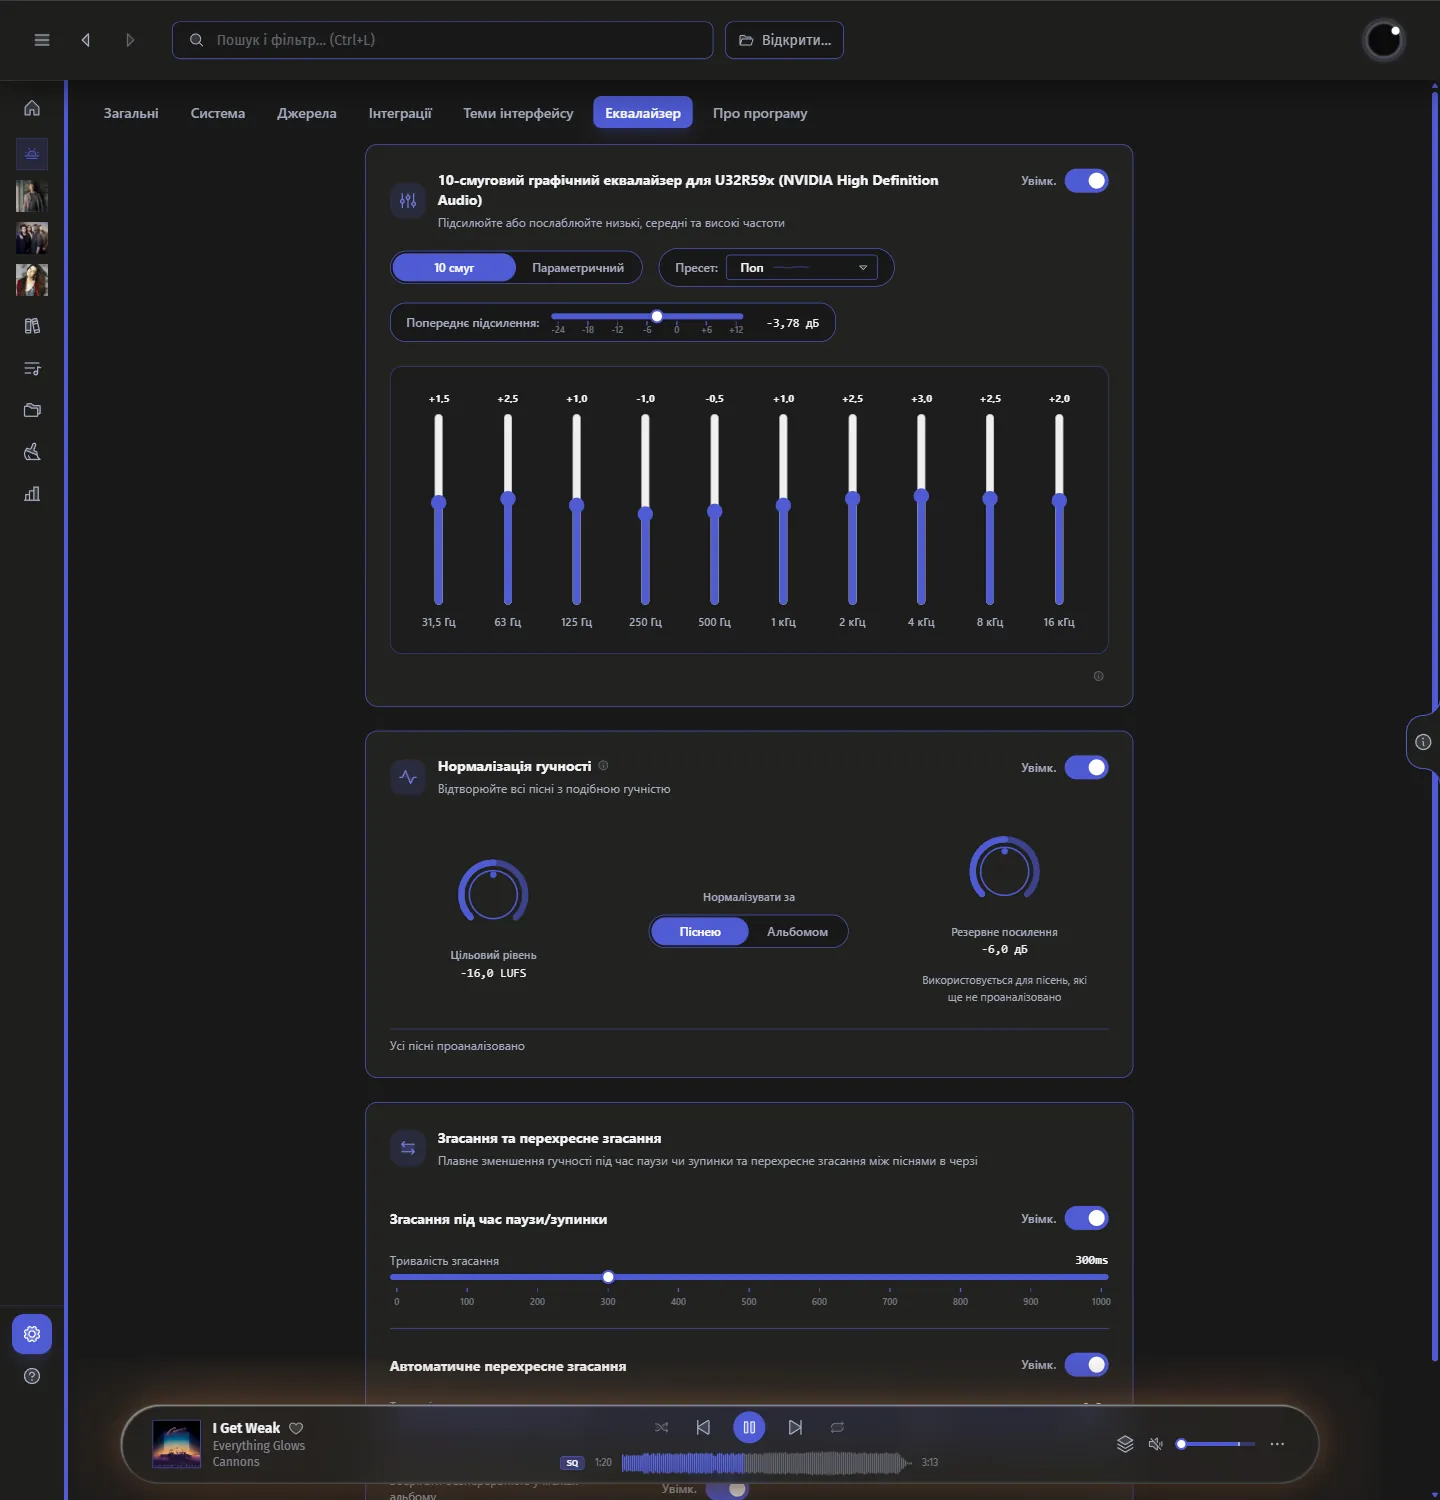 Пошук і фільтр... (Ctrl+L)
Відкрити...
Загальні
Система
Джерела
Інтеграції
Теми інтерфейсу
Еквалайзер
Про програму
10-смуговий графічний еквалайзер для U32R59x (NVIDIA High Definition
Audio)
Підсилюйте або послаблюйте низькі, середні та високі частоти
Увімк.
10 смуг
Параметричний
Пресет:
Поп
Попереднє підсилення:
-24 -18 -12 -6 0 +6 +12
-3,78 дБ
+1,5 +2,5 +1,0 -1,0 -0,5 +1,0 +2,5 +3,0 +2,5 +2,0
31,5 Гц 63 Гц 125 Гц 250 Гц 500 Гц 1 кГц 2 кГц 4 кГц 8 кГц 16 кГц
Нормалізація гучності
Відтворюйте всі пісні з подібною гучністю
Увімк.
Цільовий рівень
-16,0 LUFS
Нормалізувати за
Піснею
Альбомом
Резервне посилення
-6,0 дБ
Використовується для пісень, які
ще не проаналізовано
Усі пісні проаналізовано
Згасання та перехресне згасання
Плавне зменшення гучності під час паузи чи зупинки та перехресне згасання між піснями в черзі
Згасання під час паузи/зупинки
Увімк.
Тривалість згасання
300ms
0 100 200 300 400 500 600 700 800 900 1000
Автоматичне перехресне згасання
Увімк.
I Get Weak
Everything Glows
Cannons
SQ
1:20
3:13
альбому
Увімк.